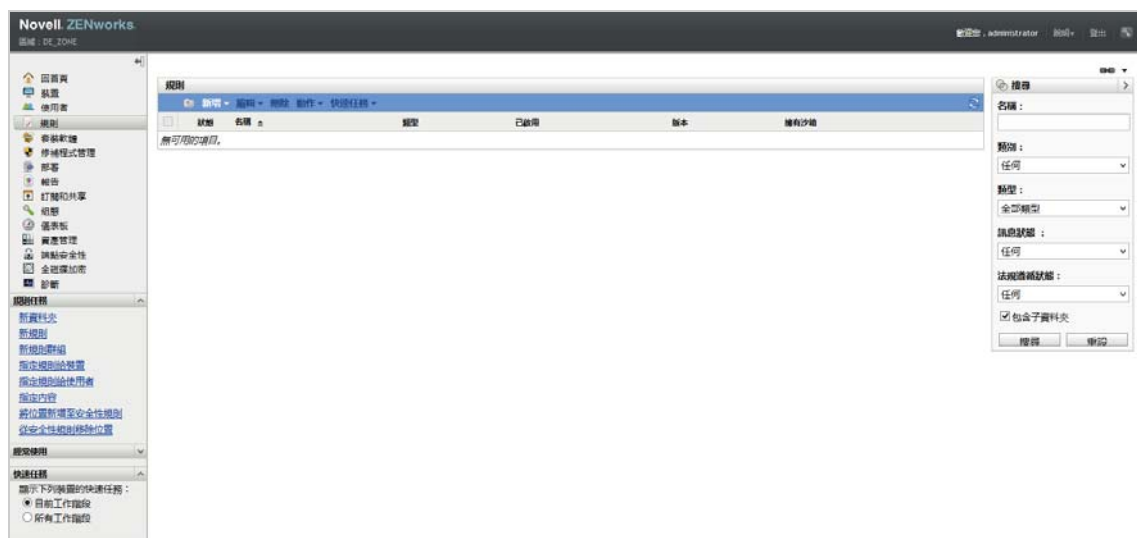 Novell ZENworks
區域：DE_ZONE
歡迎您，administrator 說明 登出
回首頁
裝置
使用者
規則
套裝軟體
修補程式管理
部署
報告
訂閱和共享
組態
儀表板
資產管理
端點安全性
全磁碟加密
診斷
規則任務
新資料夾
新規則
新規則群組
指定規則給裝置
指定規則給使用者
指定內容
將位置新增至安全性規則
從安全性規則移除位置
經常使用
快速任務
顯示下列裝置的快速任務：
目前工作階段
所有工作階段
規則
新增 編輯 刪除 動作 快速任務
狀態 名稱 類型 已啟用 版本 擁有沙箱
無可用的項目。
搜尋
名稱：
類別：
任何
類型：
全部類型
訊息狀態：
任何
法規遵循狀態：
任何
包含子資料夾
搜尋 重設